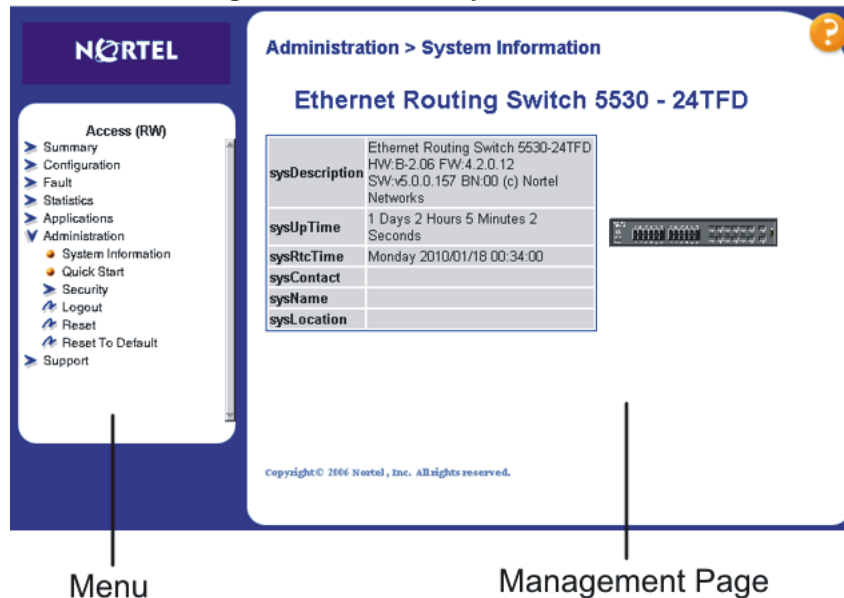 NORTEL
Administration > System Information
?
Ethernet Routing Switch 5530 - 24TFD
Access (RW)
Summary
Configuration
Fault
Statistics
Applications
Administration
System Information
Quick Start
Security
Logout
Reset
Reset To Default
Support
sysDescription
Ethernet Routing Switch 5530-24TFD
HW:B-2.06 FW:4.2.0.12
SW:v5.0.0.157 BN:00 (c) Nortel
Networks
sysUpTime
1 Days 2 Hours 5 Minutes 2
Seconds
sysRtcTime
Monday 2010/01/18 00:34:00
sysContact
sysName
sysLocation
Copyright© 2006 Nortel, Inc. All rights reserved.
Menu
Management Page